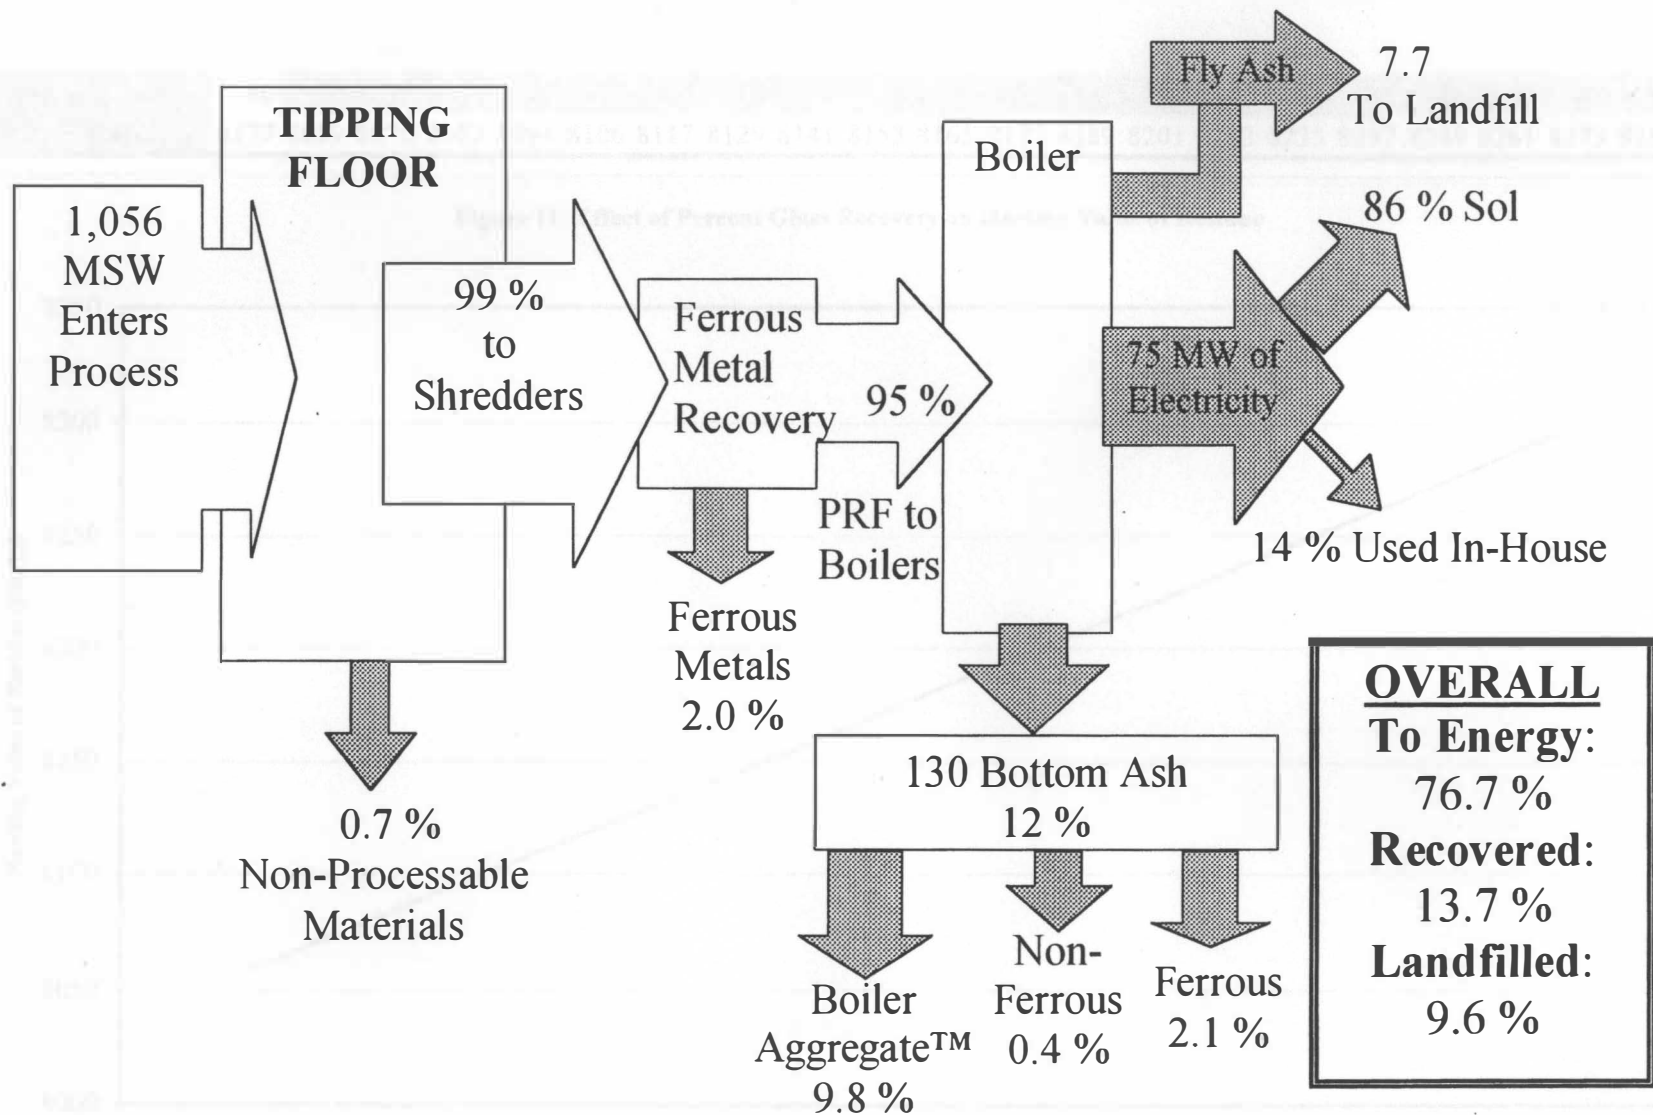 TIPPING
FLOOR
1,056
MSW
Enters
Process
99 %
to
Shredders
Ferrous
Metal
Recovery
95 %
PRF to
Boilers
Boiler
Fly Ash
7.7
To Landfill
86 % Sol
75 MW of
Electricity
14 % Used In-House
Ferrous
Metals
2.0 %
0.7 %
Non-Processable
Materials
130 Bottom Ash
12 %
Boiler
Aggregate™
9.8 %
Non-
Ferrous
0.4 %
Ferrous
2.1 %
OVERALL
To Energy:
76.7 %
Recovered:
13.7 %
Landfilled:
9.6 %